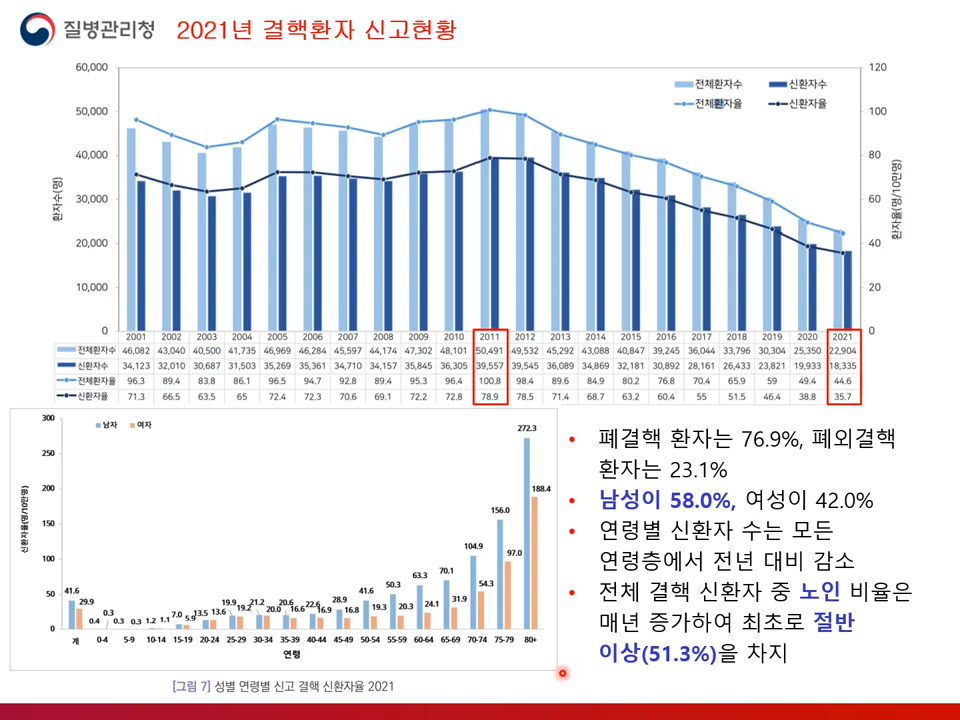 질병관리청
2021년 결핵환자 신고현황
60,000
50,000
40,000
30,000
20,000
10,000
0
환자수(명)
120
100
80
60
40
20
0
환자율(명/10만명)
전체환자수 신환자수
전체환자율 신환자율
2001 2002 2003 2004 2005 2006 2007 2008 2009 2010 2011 2012 2013 2014 2015 2016 2017 2018 2019 2020 2021
전체환자수 46,082 43,040 40,500 41,735 46,969 46,284 45,597 44,174 47,302 48,101 50,491 49,532 45,292 43,088 40,847 39,245 36,044 33,796 30,304 25,350 22,904
신환자수 34,123 32,010 30,687 31,503 35,269 35,361 34,710 34,157 35,845 36,305 39,557 39,545 36,089 34,869 32,181 30,892 28,161 26,433 23,821 19,933 18,335
전체환자율 96.3 89.4 83.8 86.1 96.5 94.7 92.8 89.4 95.3 96.4 100.8 98.4 89.6 84.9 80.2 76.8 70.4 65.9 59 49.4 44.6
신환자율 71.3 66.5 63.5 65 72.4 72.3 70.6 69.1 72.2 72.8 78.9 78.5 71.4 68.7 63.2 60.4 55 51.5 46.4 38.8 35.7
남자 여자
300
250
200
150
100
50
0
신환자율(명/10만명)
41.6 29.9 0.4 0.3 0.3 0.3 1.2 1.1 7.0 5.9 13.5 13.6 19.9 19.2 21.2 20.0 20.6 16.6 22.6 16.9 28.9 16.8 41.6 19.3 50.3 20.3 63.3 24.1 70.1 31.9 104.9 54.3 156.0 97.0 272.3 188.4
계 0-4 5-9 10-14 15-19 20-24 25-29 30-34 35-39 40-44 45-49 50-54 55-59 60-64 65-69 70-74 75-79 80+
연령
[그림 7] 성별 연령별 신고 결핵 신환자율 2021
• 폐결핵 환자는 76.9%, 폐외결핵
환자는 23.1%
• 남성이 58.0%, 여성이 42.0%
• 연령별 신환자 수는 모든
연령층에서 전년 대비 감소
• 전체 결핵 신환자 중 노인 비율은
매년 증가하여 최초로 절반
이상(51.3%)을 차지